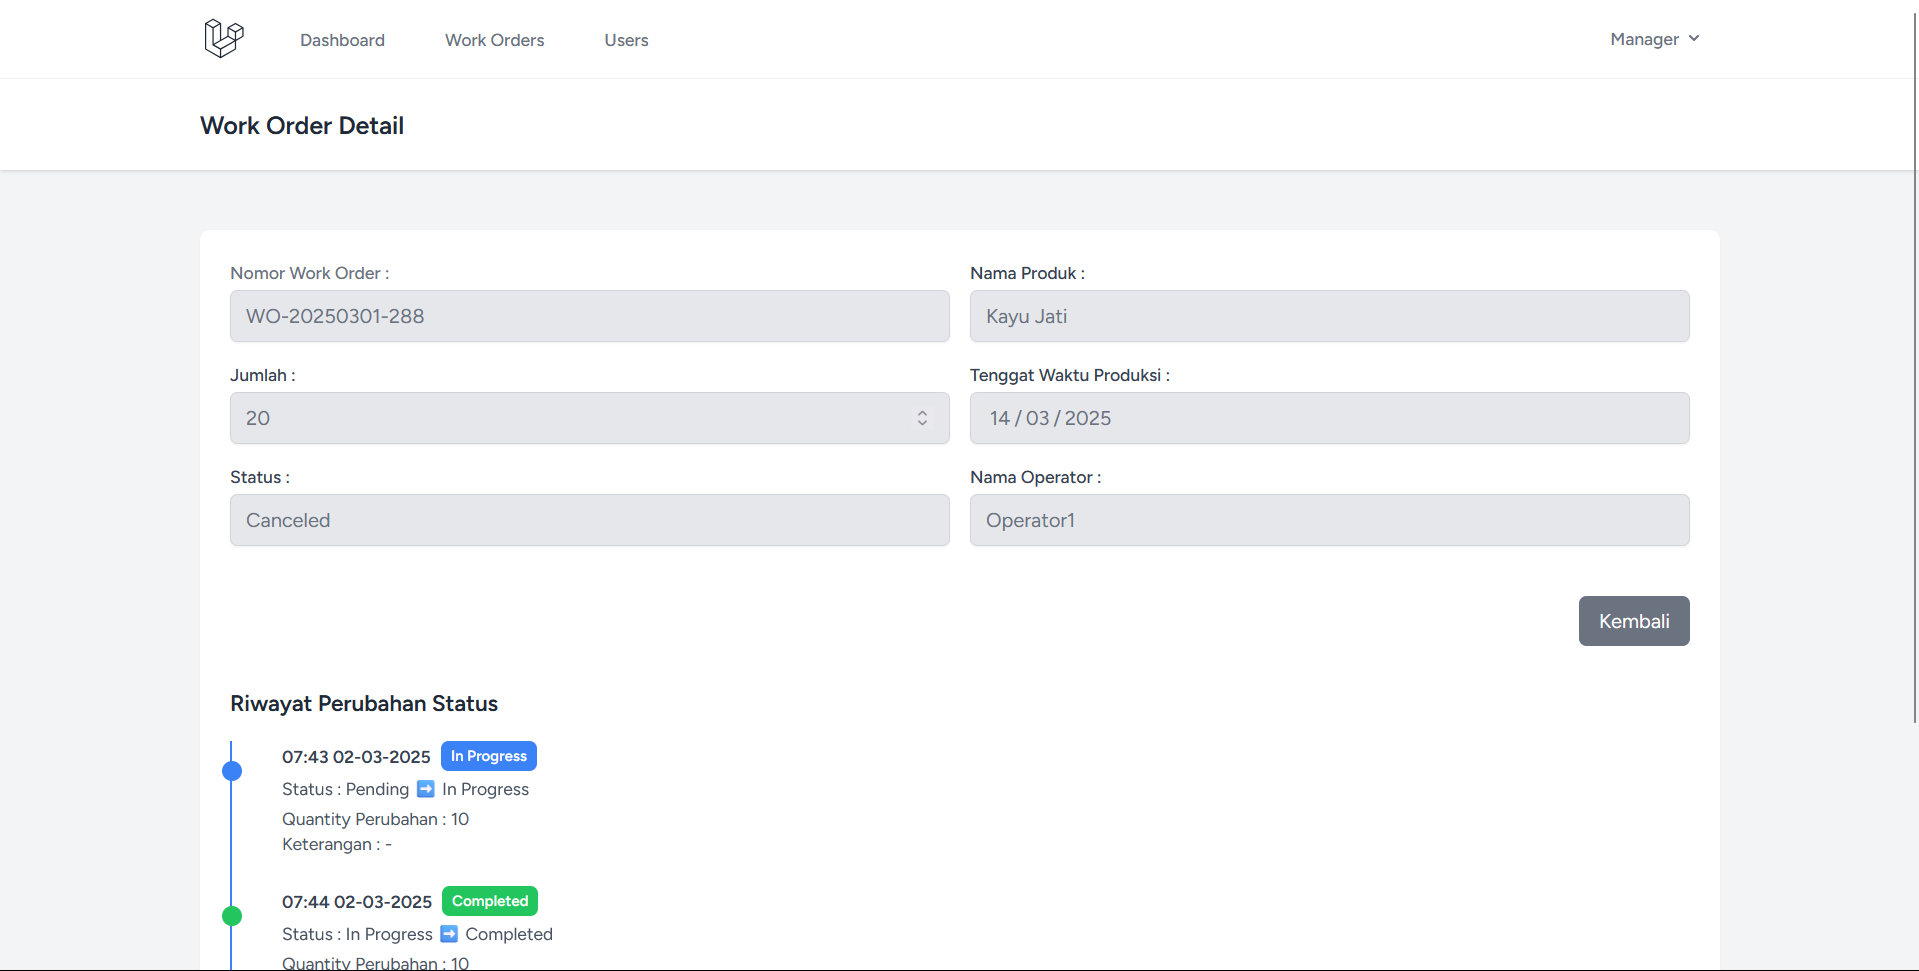 Dashboard Work Orders Users Manager
Work Order Detail
Nomor Work Order : Nama Produk :
WO-20250301-288 Kayu Jati
Jumlah : Tenggat Waktu Produksi :
20 14 / 03 / 2025
Status : Nama Operator :
Canceled Operator1
Kembali
Riwayat Perubahan Status
07:43 02-03-2025 In Progress
Status : Pending ➡️ In Progress
Quantity Perubahan : 10
Keterangan : -
07:44 02-03-2025 Completed
Status : In Progress ➡️ Completed
Quantity Perubahan : 10